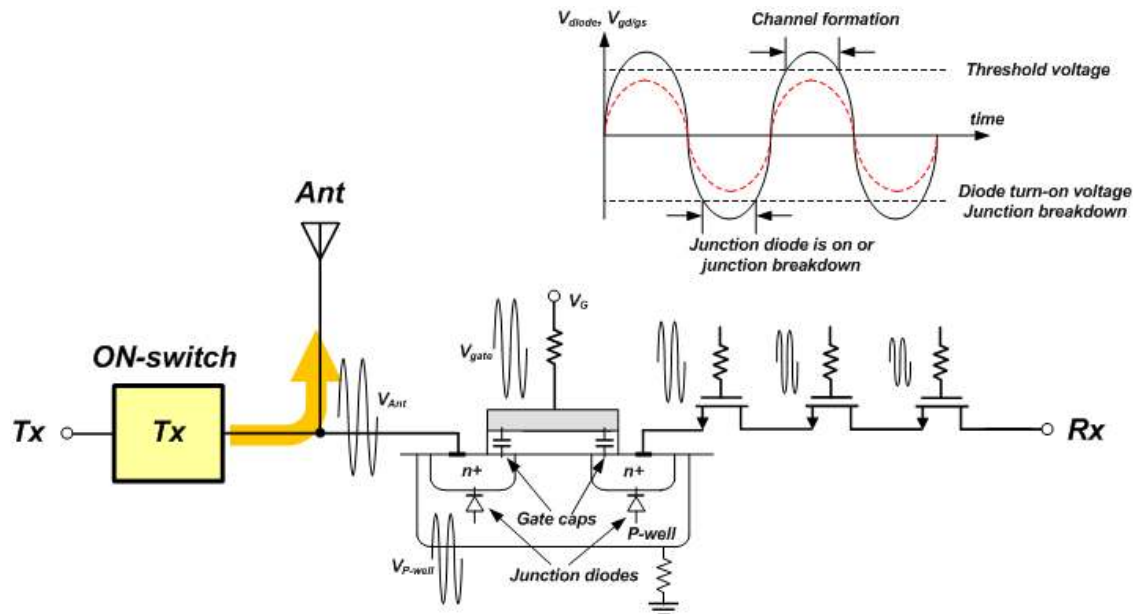 V_diode, V_gd/gs
Channel formation
Threshold voltage
time
Diode turn-on voltage
Junction breakdown
Junction diode is on or
junction breakdown
Ant
V_G
V_gate
ON-switch
V_Ant
Tx
Tx
Rx
n+
n+
Gate caps
P-well
V_P-well
Junction diodes